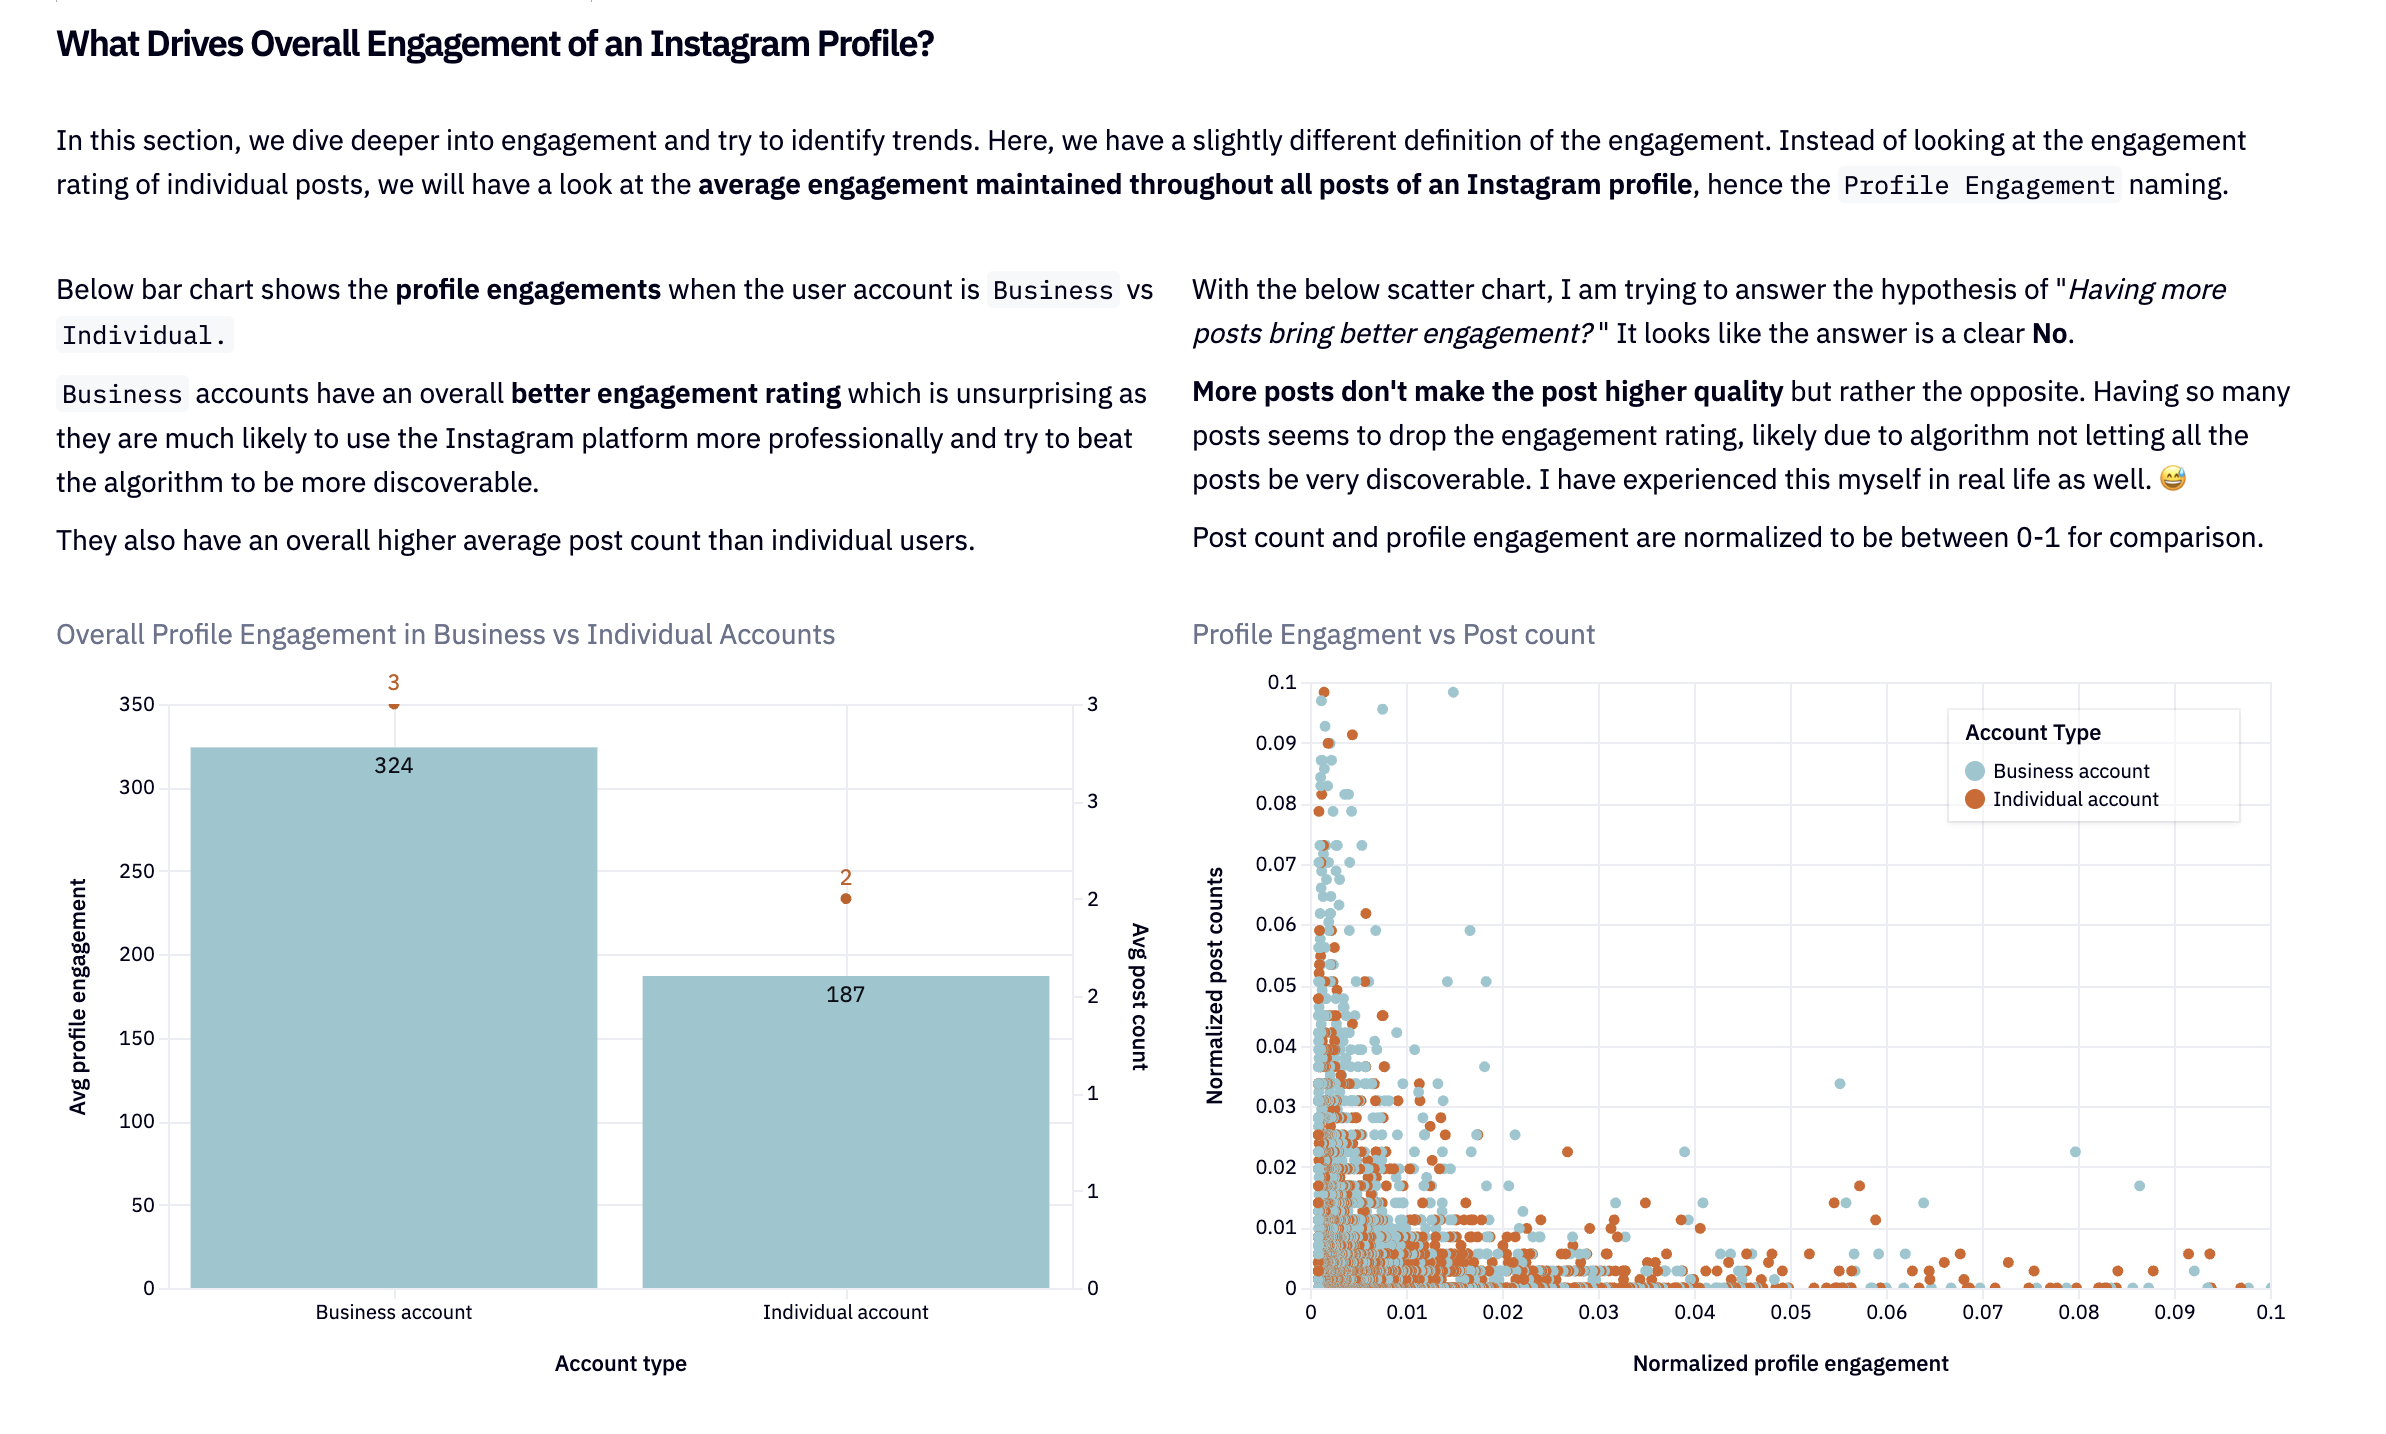 What Drives Overall Engagement of an Instagram Profile?
In this section, we dive deeper into engagement and try to identify trends. Here, we have a slightly different definition of the engagement. Instead of looking at the engagement
rating of individual posts, we will have a look at the average engagement maintained throughout all posts of an Instagram profile, hence the Profile Engagement naming.
Below bar chart shows the profile engagements when the user account is Business vs
Individual.
Business accounts have an overall better engagement rating which is unsurprising as
they are much likely to use the Instagram platform more professionally and try to beat
the algorithm to be more discoverable.
They also have an overall higher average post count than individual users.
With the below scatter chart, I am trying to answer the hypothesis of "Having more
posts bring better engagement?" It looks like the answer is a clear No.
More posts don't make the post higher quality but rather the opposite. Having so many
posts seems to drop the engagement rating, likely due to algorithm not letting all the
posts be very discoverable. I have experienced this myself in real life as well. 😅
Post count and profile engagement are normalized to be between 0-1 for comparison.
Overall Profile Engagement in Business vs Individual Accounts
3
350
300
250
200
150
100
50
0
Avg profile engagement
324
2
187
3
3
2
2
1
1
0
Avg post count
Business account
Individual account
Account type
Profile Engagment vs Post count
0.1
0.09
0.08
0.07
0.06
0.05
0.04
0.03
0.02
0.01
0
Normalized post counts
Account Type
Business account
Individual account
0 0.01 0.02 0.03 0.04 0.05 0.06 0.07 0.08 0.09 0.1
Normalized profile engagement